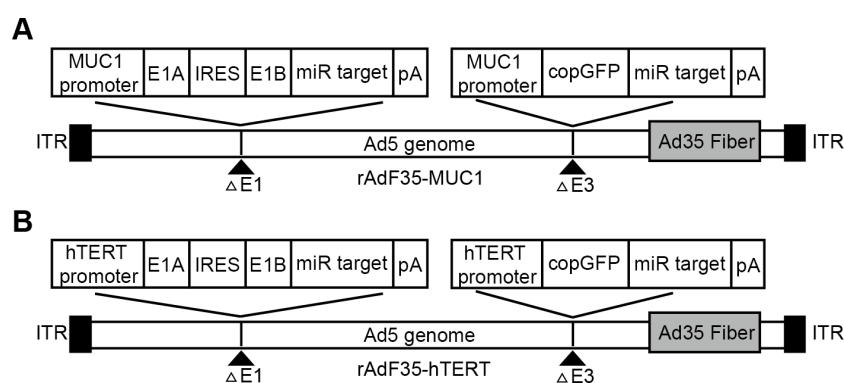 A
MUC1 promoter E1A IRES E1B miR target pA
MUC1 promoter copGFP miR target pA
ITR Ad5 genome Ad35 Fiber ITR
△E1 rAdF35-MUC1 △E3
B
hTERT promoter E1A IRES E1B miR target pA
hTERT promoter copGFP miR target pA
ITR Ad5 genome Ad35 Fiber ITR
△E1 rAdF35-hTERT △E3